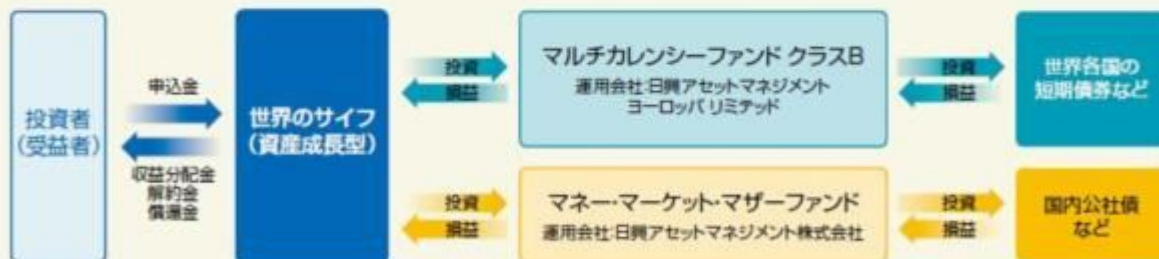 投資者
(受益者)
申込金
収益分配金
解約金
償還金
世界のサイフ
(資産成長型)
投資
損益
マルチカレンシーファンド クラスB
運用会社:日興アセットマネジメント
ヨーロッパ リミテッド
投資
損益
世界各国の
短期債券など
投資
損益
マネー・マーケット・マザーファンド
運用会社:日興アセットマネジメント株式会社
投資
損益
国内公社債
など